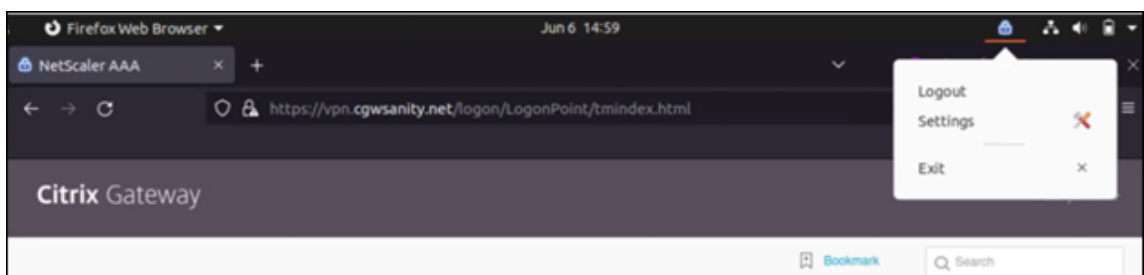 Firefox Web Browser
Jun 6 14:59
NetScaler AAA
https://vpn.cgwsanity.net/logon/LogonPoint/tmindex.html
Logout
Settings
Exit
Citrix Gateway
Bookmark
Search